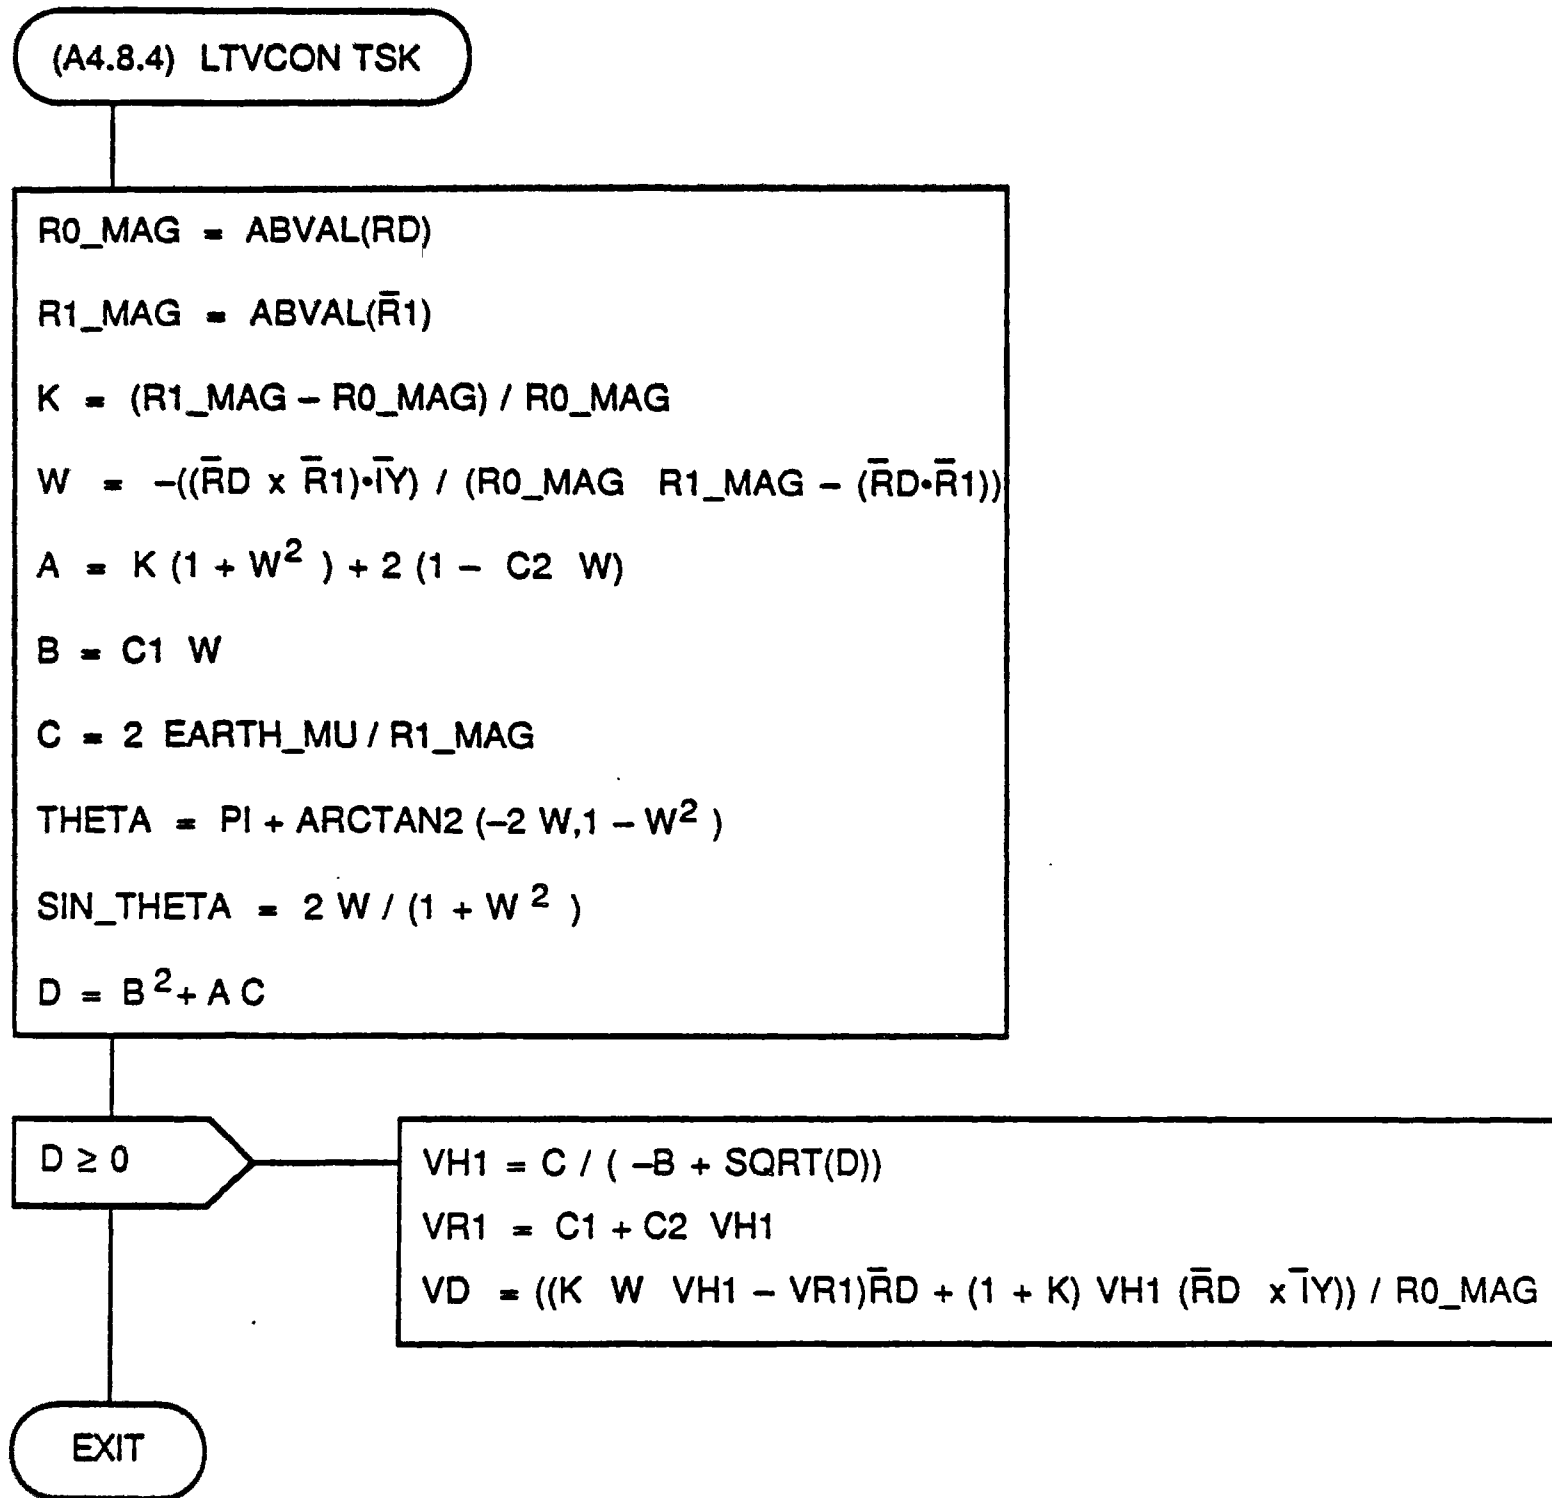 (A4.8.4) LTVCON TSK
R0_MAG = ABVAL(RD)
R1_MAG = ABVAL(R̅1)
K = (R1_MAG – R0_MAG) / R0_MAG
W = –((R̅D x R̅1)•I̅Y) / (R0_MAG R1_MAG – (R̅D•R̅1))
A = K (1 + W² ) + 2 (1 – C2 W)
B = C1 W
C = 2 EARTH_MU / R1_MAG
THETA = PI + ARCTAN2 (–2 W,1 – W² )
SIN_THETA = 2 W / (1 + W² )
D = B² + A C
D ≥ 0
VH1 = C / ( –B + SQRT(D))
VR1 = C1 + C2 VH1
VD = ((K W VH1 – VR1)R̅D + (1 + K) VH1 (R̅D x I̅Y)) / R0_MAG
EXIT